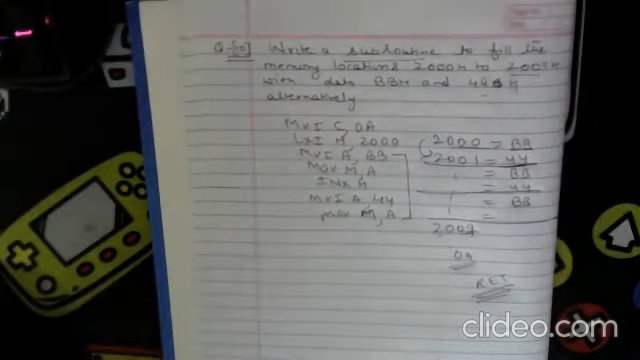 Q-10] Write a subroutine to fill the
memory locations 2000H to 2009H
with data BBH and 44H
alternatively
MVI C, 0A
LXI H, 2000
MVI A, BB
MOV M, A
INX H
MVI A 44
MOV M, A
2000 = BB
2001 = 44
= BB
= 44
= BB
=
2009
0A
RET
clideo.com